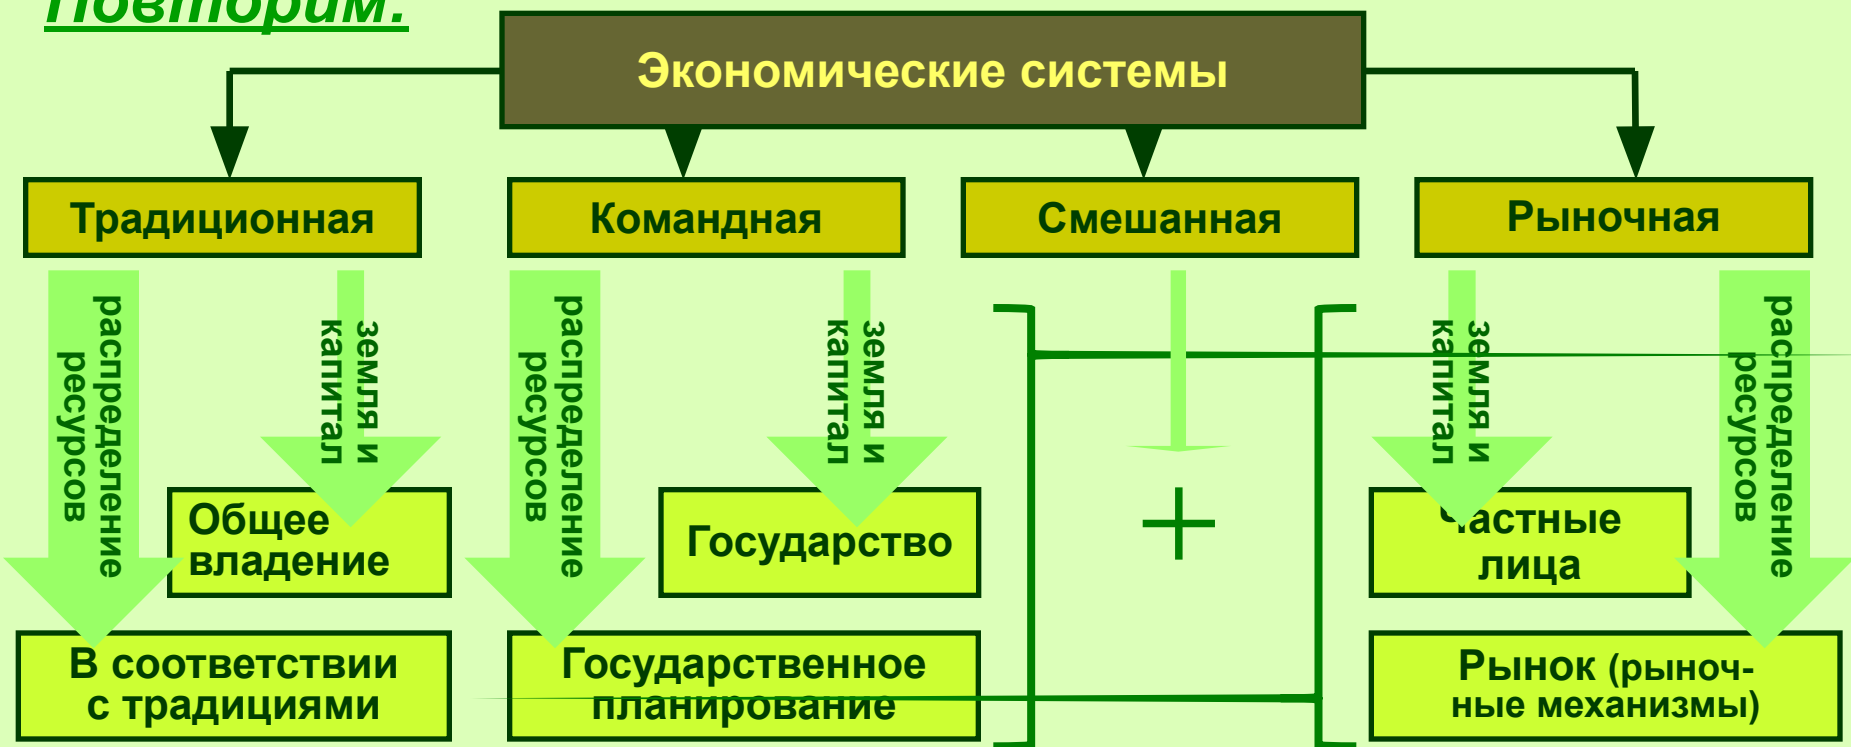 Повторим:
Экономические системы
Традиционная
Командная
Смешанная
Рыночная
распределение
ресурсов
земля и
капитал
распределение
ресурсов
земля и
капитал
земля и
капитал
распределение
ресурсов
Общее
владение
Государство
+
Частные
лица
В соответствии
с традициями
Государственное
планирование
Рынок (рыноч-
ные механизмы)